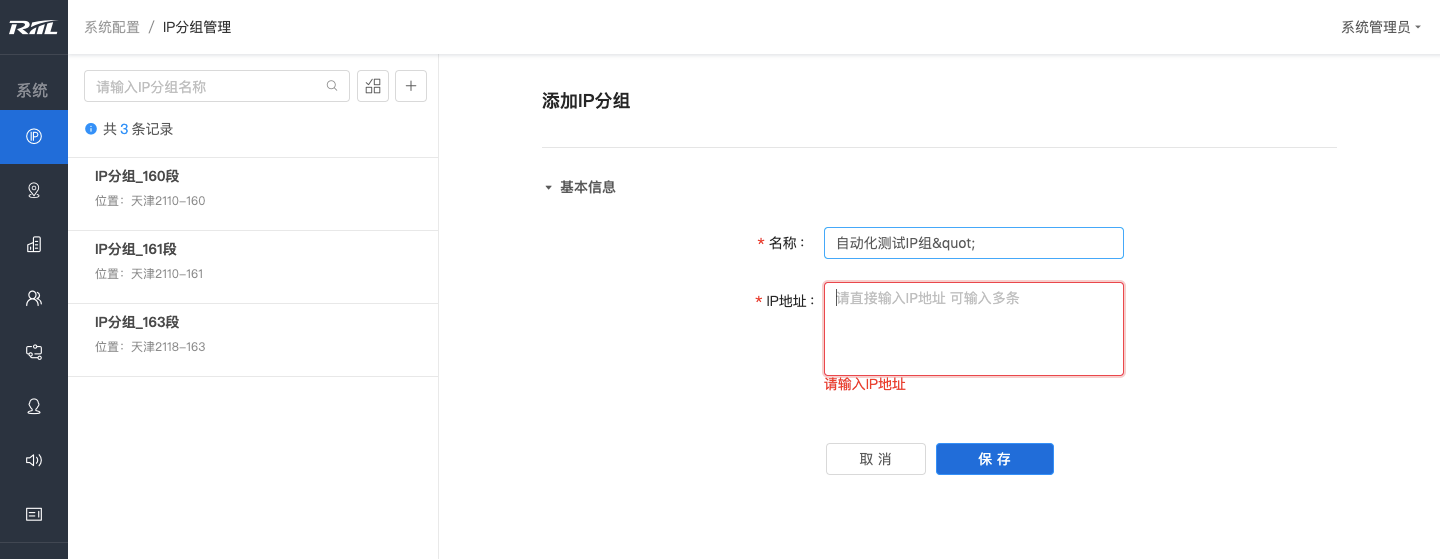 RIIL
系统配置 / IP分组管理
系统管理员
系统
请输入IP分组名称
共 3 条记录
IP分组_160段
位置：天津2110-160
IP分组_161段
位置：天津2110-161
IP分组_163段
位置：天津2118-163
添加IP分组
基本信息
* 名称：
自动化测试IP组&quot;
* IP地址：
请直接输入IP地址 可输入多条
请输入IP地址
取 消
保 存